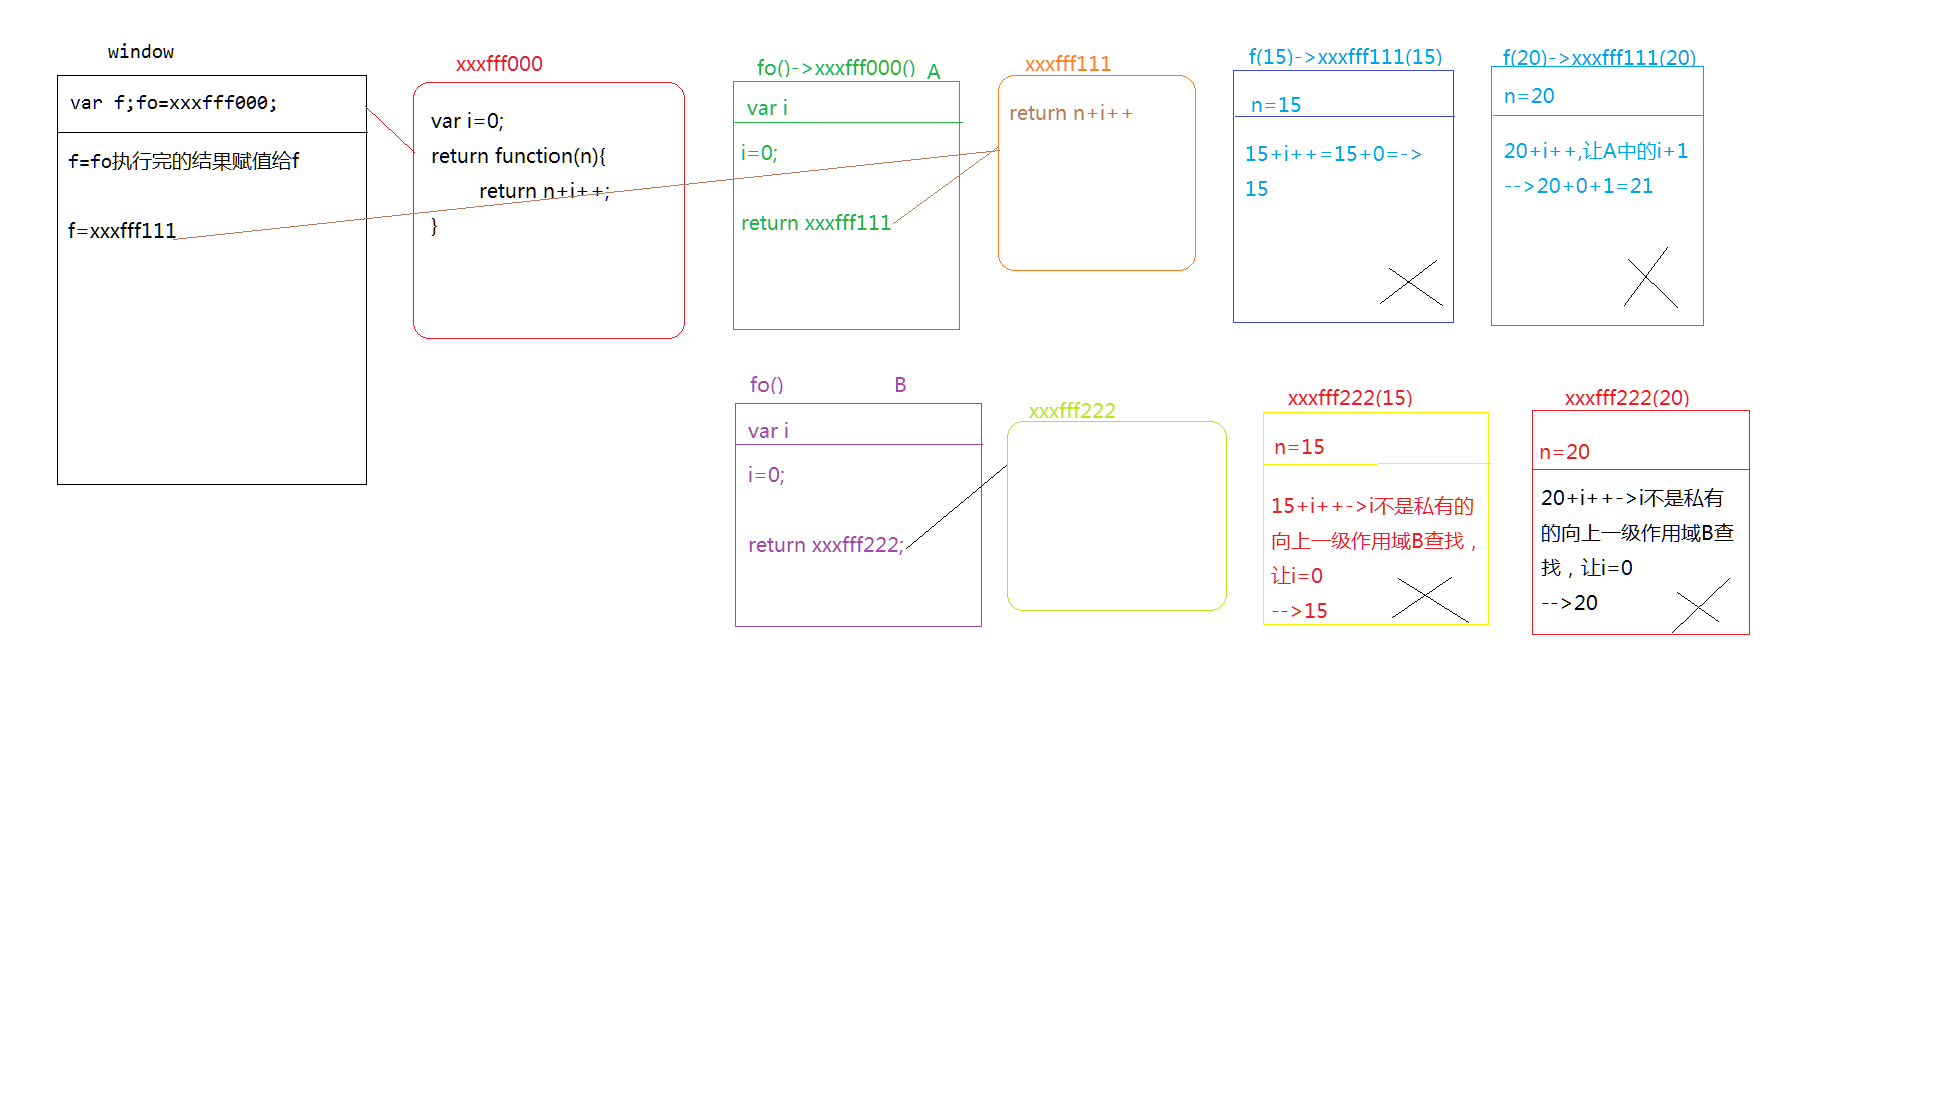 window
var f;fo=xxxfff000;
f=fo执行完的结果赋值给f
f=xxxfff111
xxxfff000
var i=0;
return function(n){
return n+i++;
}
fo()->xxxfff000() A
var i
i=0;
return xxxfff111
xxxfff111
return n+i++
f(15)->xxxfff111(15)
n=15
15+i++=15+0=->
15
f(20)->xxxfff111(20)
n=20
20+i++,让A中的i+1
-->20+0+1=21
fo() B
var i
i=0;
return xxxfff222;
xxxfff222
xxxfff222(15)
n=15
15+i++->i不是私有的
向上一级作用域B查找，
让i=0
-->15
xxxfff222(20)
n=20
20+i++->i不是私有
的向上一级作用域B查
找，让i=0
-->20